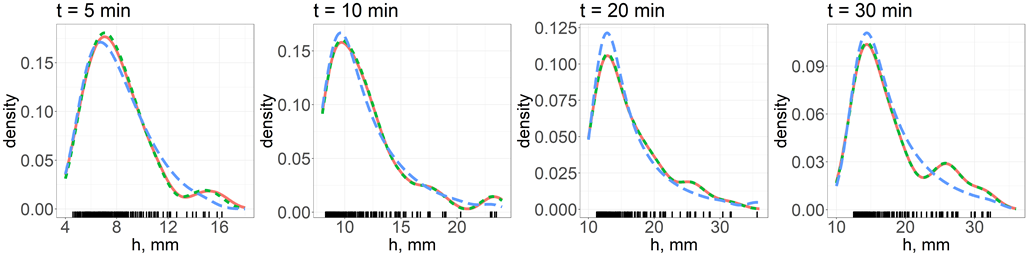 t = 5 min
density
0.15
0.10
0.05
0.00
4
8
12
16
h, mm
t = 10 min
density
0.15
0.10
0.05
0.00
10
15
20
h, mm
t = 20 min
density
0.125
0.100
0.075
0.050
0.025
0.000
10
20
30
h, mm
t = 30 min
density
0.09
0.06
0.03
0.00
10
20
30
h, mm